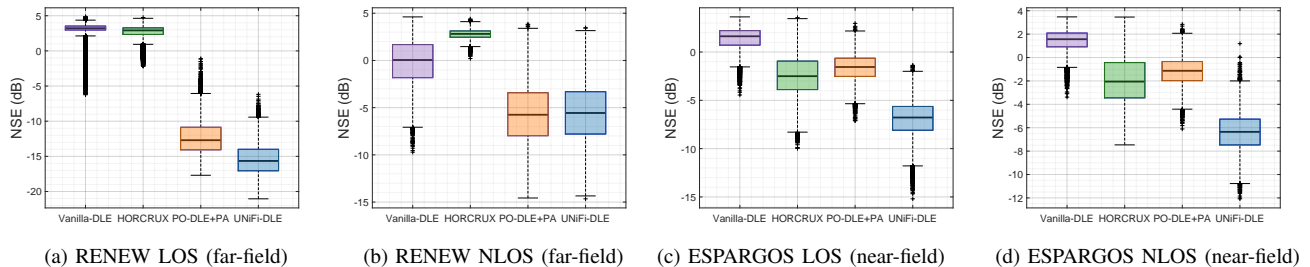 NSE (dB)
5
0
-5
-10
-15
-20
Vanilla-DLE HORCRUX PO-DLE+PA UNiFi-DLE
(a) RENEW LOS (far-field)
NSE (dB)
5
0
-5
-10
-15
Vanilla-DLE HORCRUX PO-DLE+PA UNiFi-DLE
(b) RENEW NLOS (far-field)
NSE (dB)
0
-5
-10
-15
Vanilla-DLE HORCRUX PO-DLE+PA UNiFi-DLE
(c) ESPARGOS LOS (near-field)
NSE (dB)
4
2
0
-2
-4
-6
-8
-10
-12
Vanilla-DLE HORCRUX PO-DLE+PA UNiFi-DLE
(d) ESPARGOS NLOS (near-field)